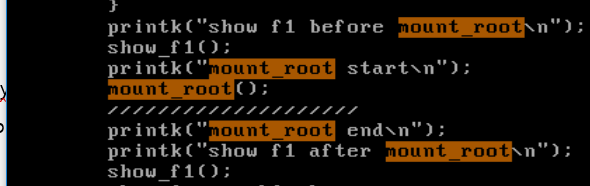 }
printk("show f1 before mount_root\n");
show_f1();
printk("mount_root start\n");
mount_root();
////////////////////
printk("mount_root end\n");
printk("show f1 after mount_root\n");
show_f1();